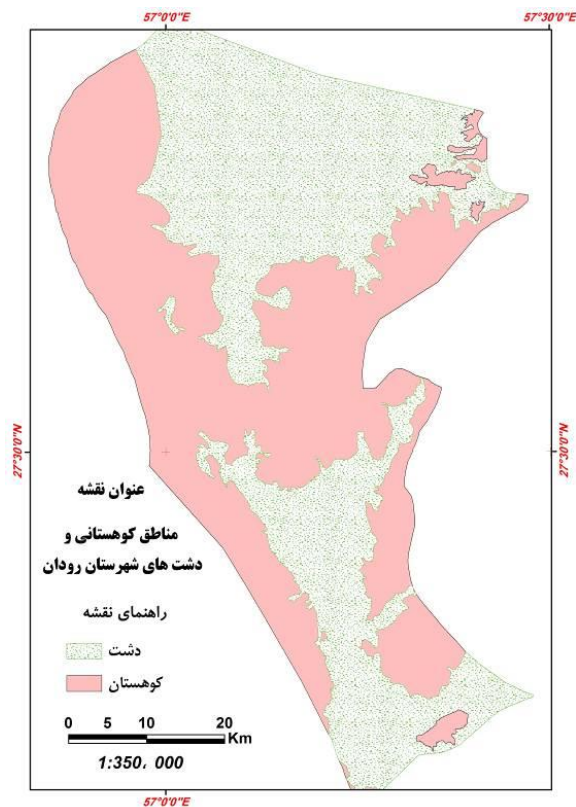 57°0'0"E
57°30'0"E
27°30'0"N
27°30'0"N
عنوان نقشه
مناطق کوهستانی و
دشت های شهرستان رودان
راهنمای نقشه
دشت
کوهستان
0 5 10 20
Km
1:350، 000
57°0'0"E